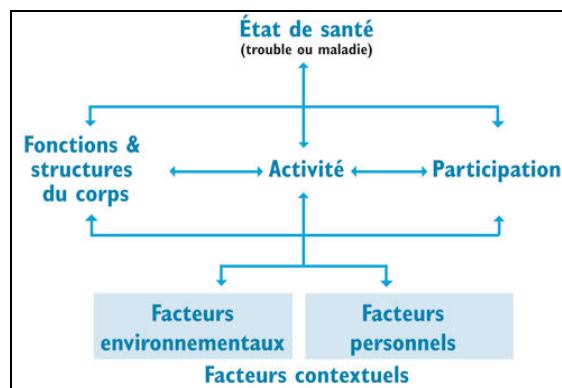 État de santé
(trouble ou maladie)
Fonctions &
structures
du corps
Activité
Participation
Facteurs
environnementaux
Facteurs
personnels
Facteurs contextuels